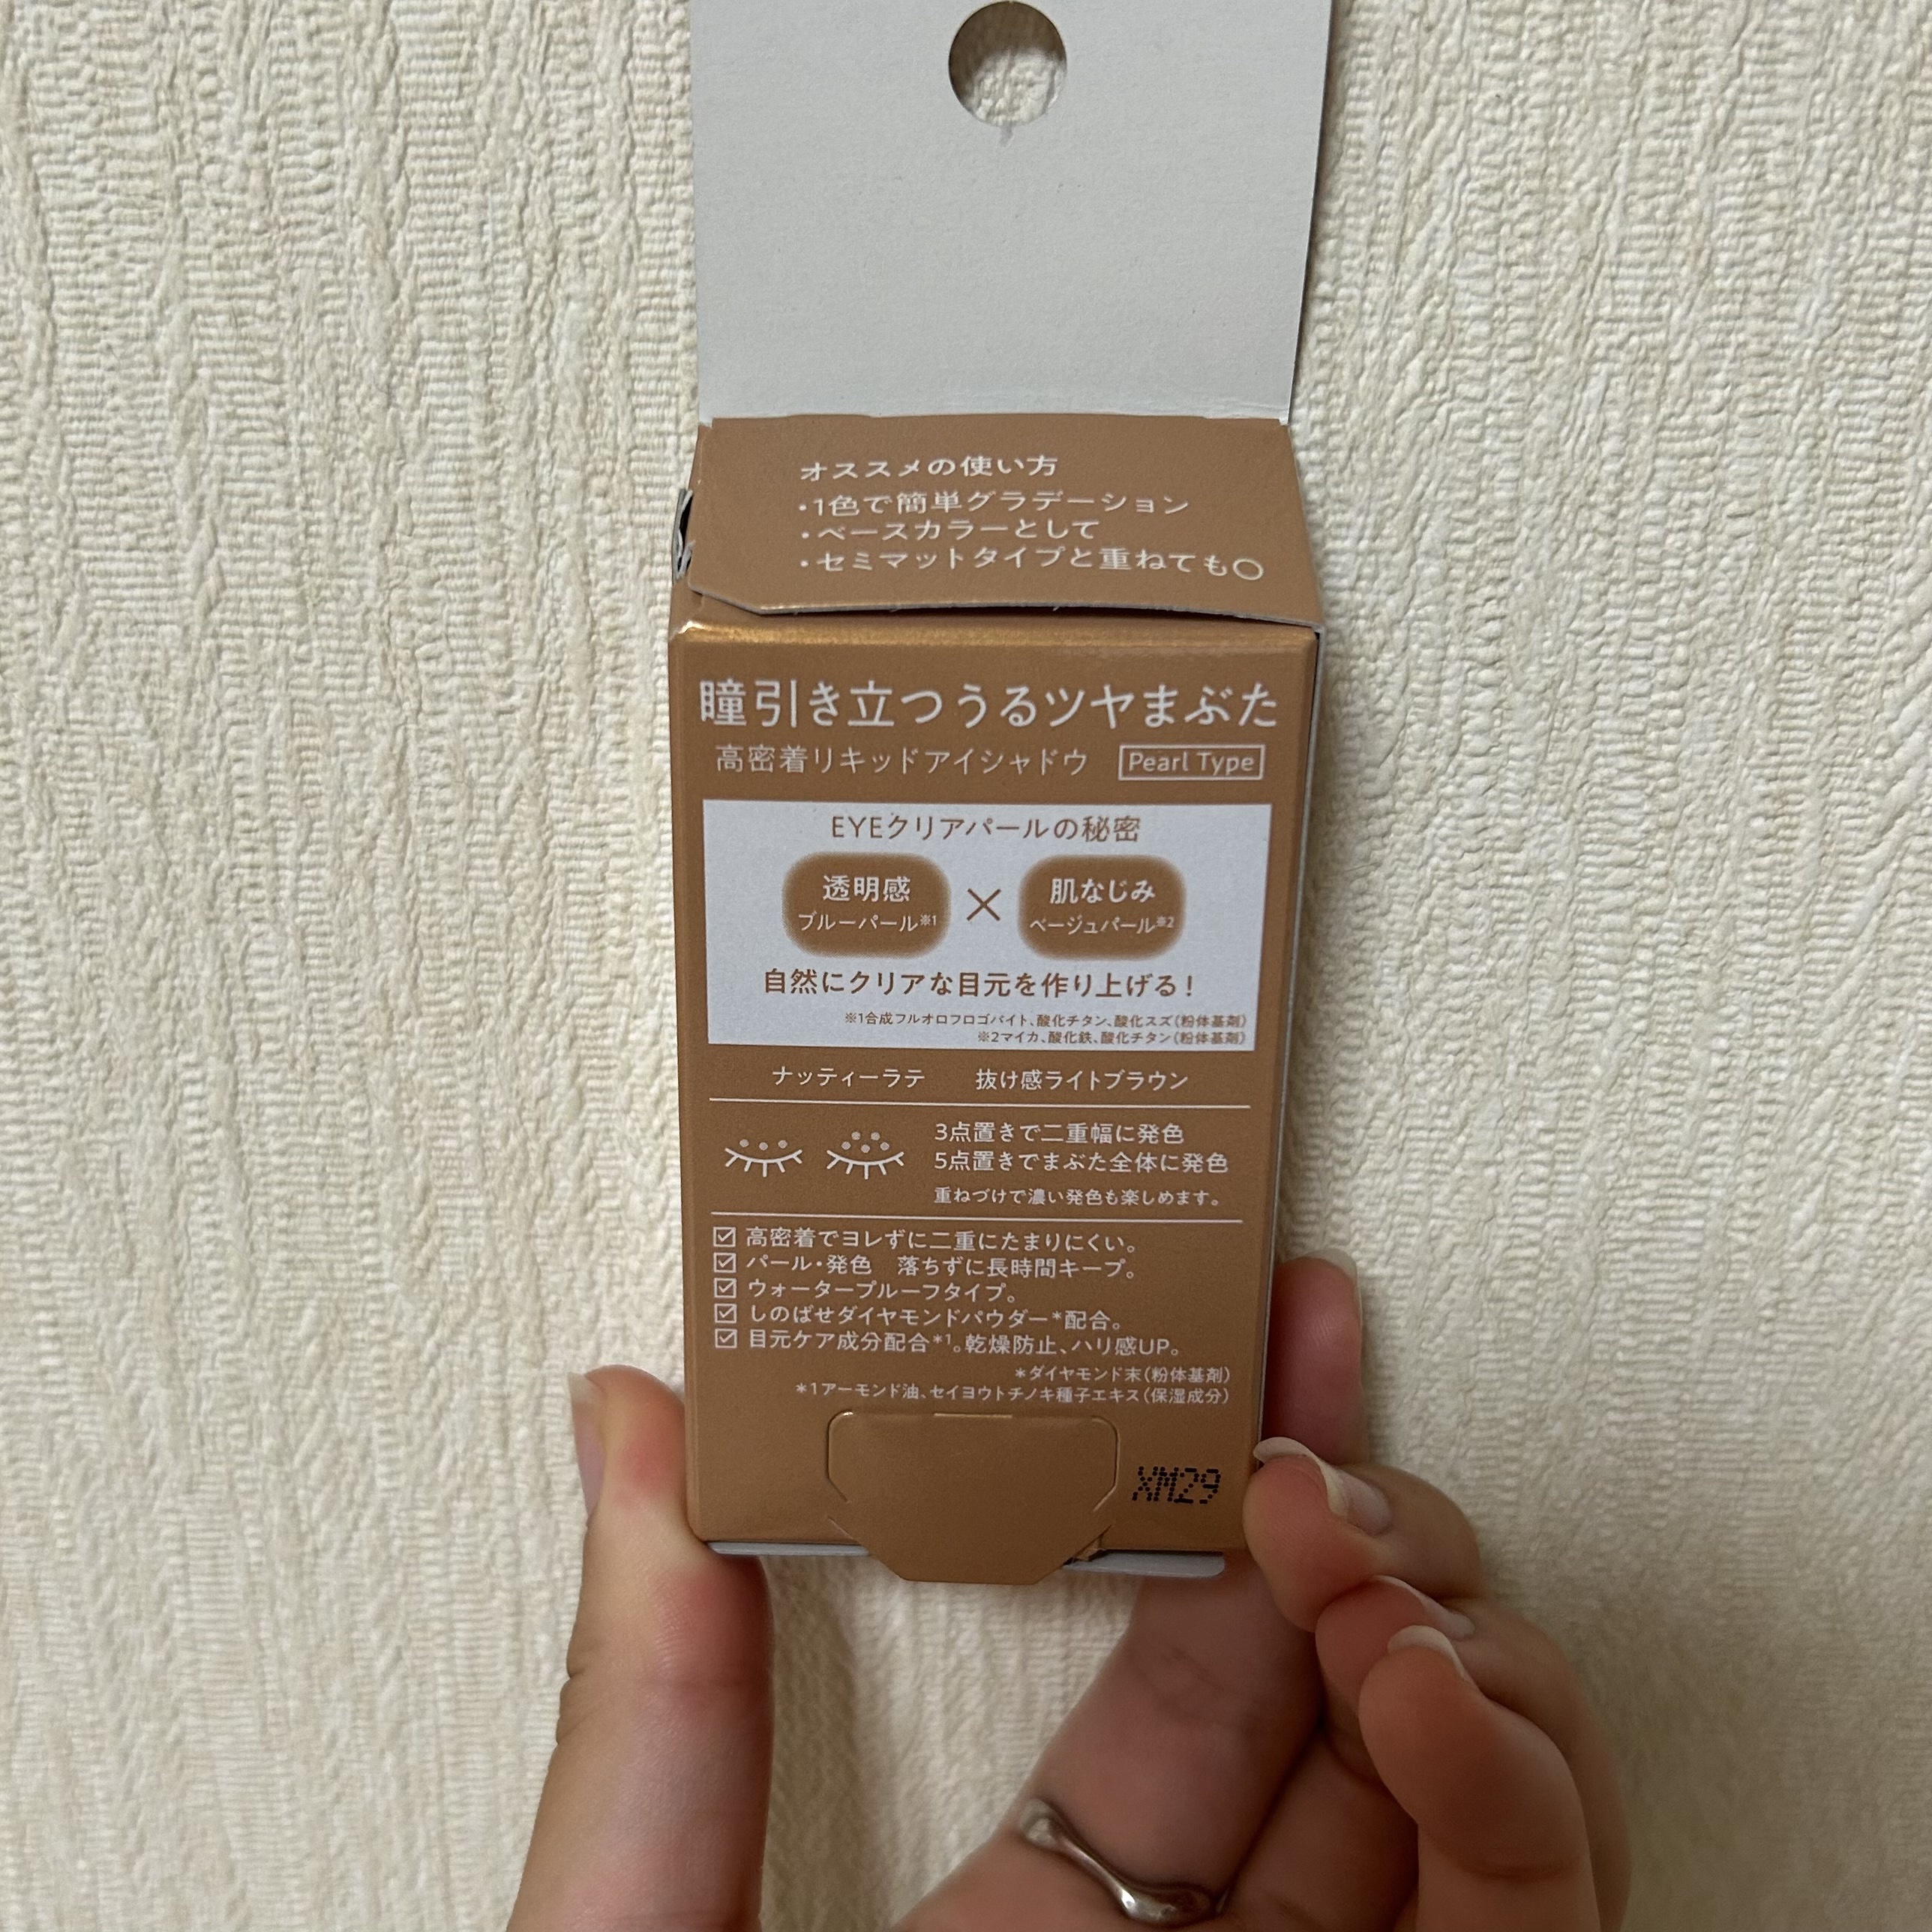 オススメの使い方
・1色で簡単グラデーション
・ベースカラーとして
・セミマットタイプと重ねても○
瞳引き立つうるツヤまぶた
高密着リキッドアイシャドウ Pearl Type
EYEクリアパールの秘密
透明感 × 肌なじみ
ブルーパール※1 ベージュパール※2
自然にクリアな目元を作り上げる！
※1合成フルオロフロゴパイト、酸化チタン、酸化スズ（粉体基剤）
※2マイカ、酸化鉄、酸化チタン（粉体基剤）
ナッティーラテ 抜け感ライトブラウン
3点置きで二重幅に発色
5点置きでまぶた全体に発色
重ねづけで濃い発色も楽しめます。
☑ 高密着でヨレずに二重にたまりにくい。
☑ パール・発色　落ちずに長時間キープ。
☑ ウォータープルーフタイプ。
☑ しのばせダイヤモンドパウダー*配合。
☑ 目元ケア成分配合*1。乾燥防止、ハリ感UP。
*ダイヤモンド末（粉体基剤）
*1アーモンド油、セイヨウトチノキ種子エキス（保湿成分）
XM29